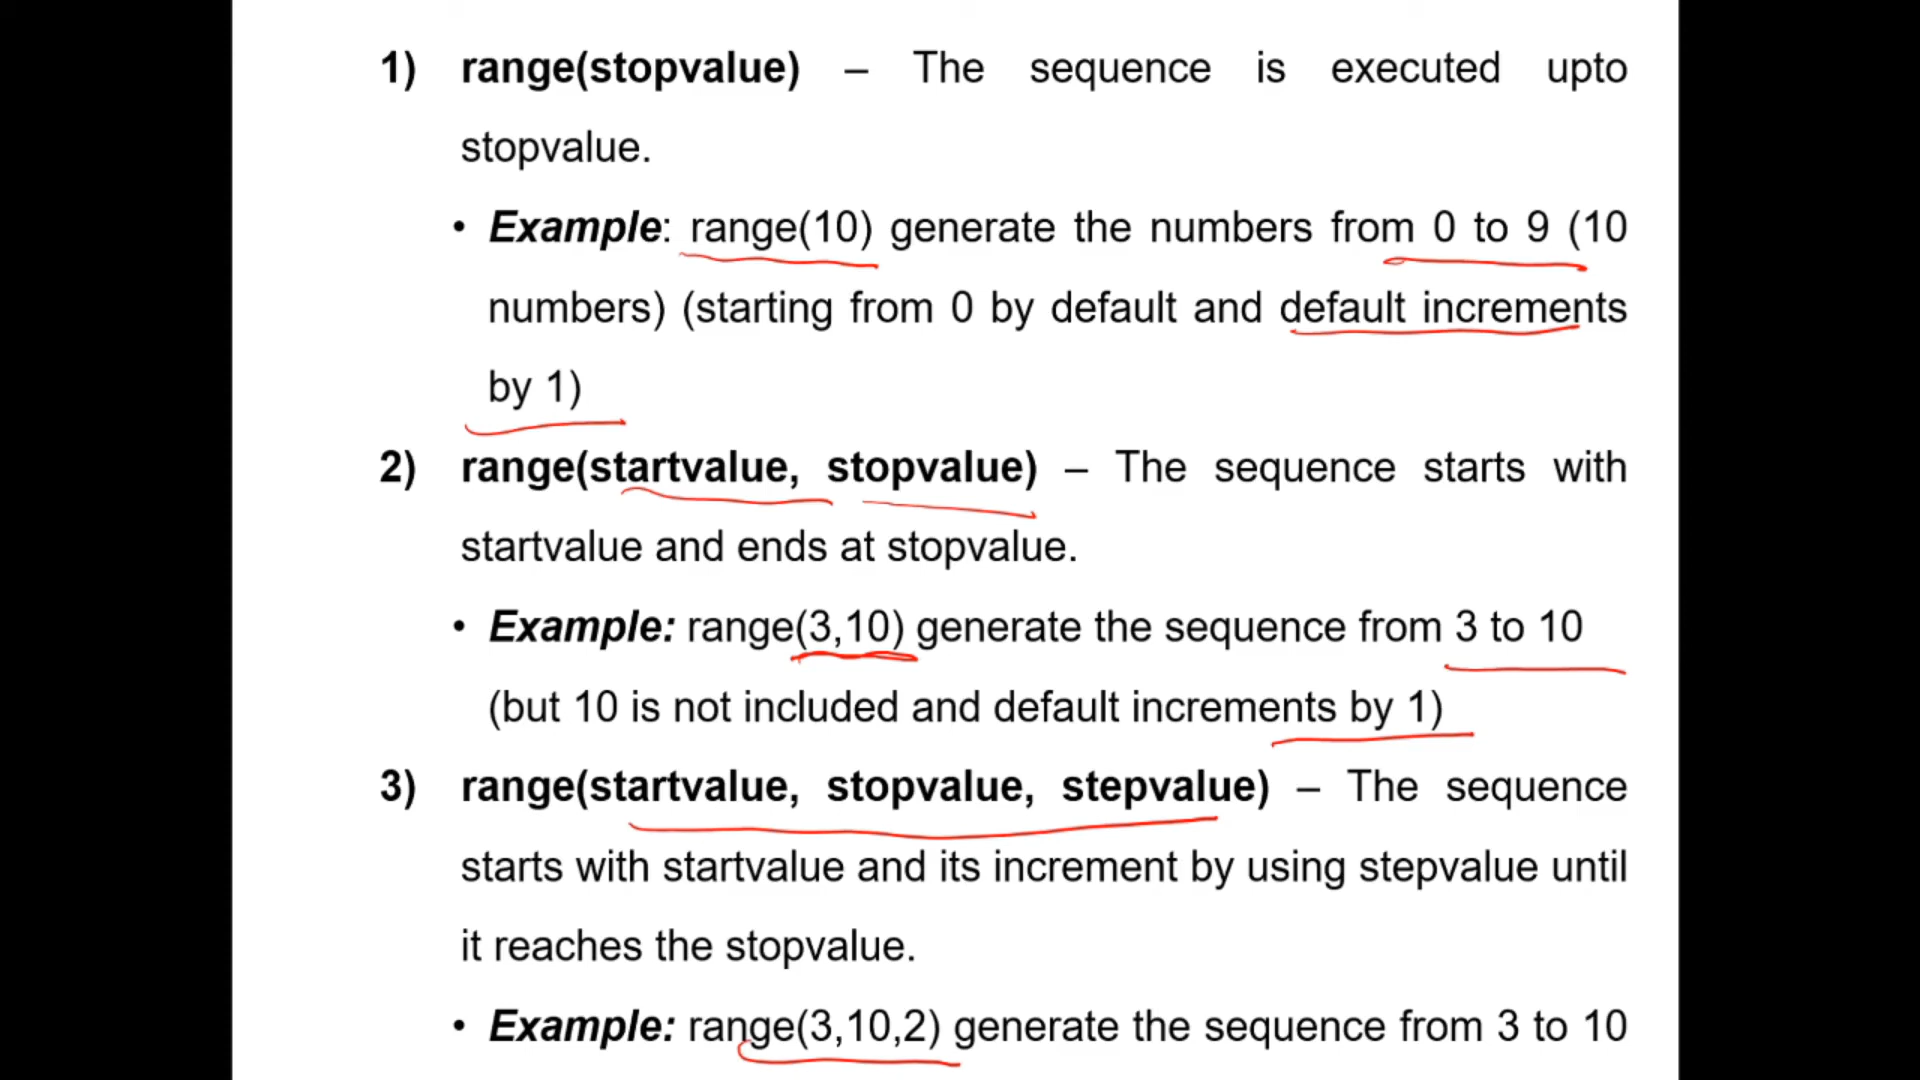 1) range(stopvalue) – The sequence is executed upto
stopvalue.
• Example: range(10) generate the numbers from 0 to 9 (10
numbers) (starting from 0 by default and default increments
by 1)
2) range(startvalue, stopvalue) – The sequence starts with
startvalue and ends at stopvalue.
• Example: range(3,10) generate the sequence from 3 to 10
(but 10 is not included and default increments by 1)
3) range(startvalue, stopvalue, stepvalue) – The sequence
starts with startvalue and its increment by using stepvalue until
it reaches the stopvalue.
• Example: range(3,10,2) generate the sequence from 3 to 10